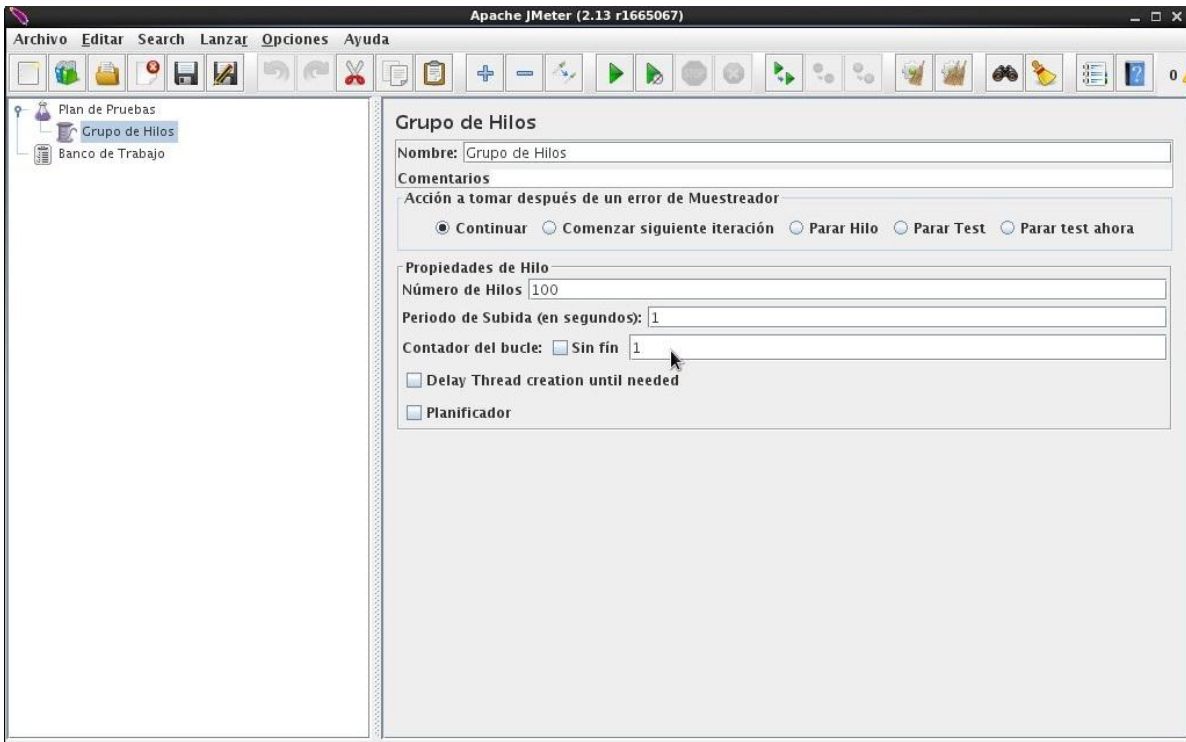 Apache JMeter (2.13 r1665067)
Archivo Editar Search Lanzar Opciones Ayuda
0
Plan de Pruebas
Grupo de Hilos
Banco de Trabajo
Grupo de Hilos
Nombre: Grupo de Hilos
Comentarios
Acción a tomar después de un error de Muestreador
Continuar Comenzar siguiente iteración Parar Hilo Parar Test Parar test ahora
Propiedades de Hilo
Número de Hilos 100
Periodo de Subida (en segundos): 1
Contador del bucle: Sin fín 1
Delay Thread creation until needed
Planificador